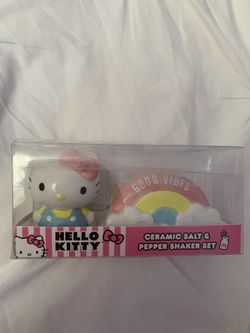 GOOD VIBES
HELLO
KITTY
CERAMIC SALT &
PEPPER SHAKER SET